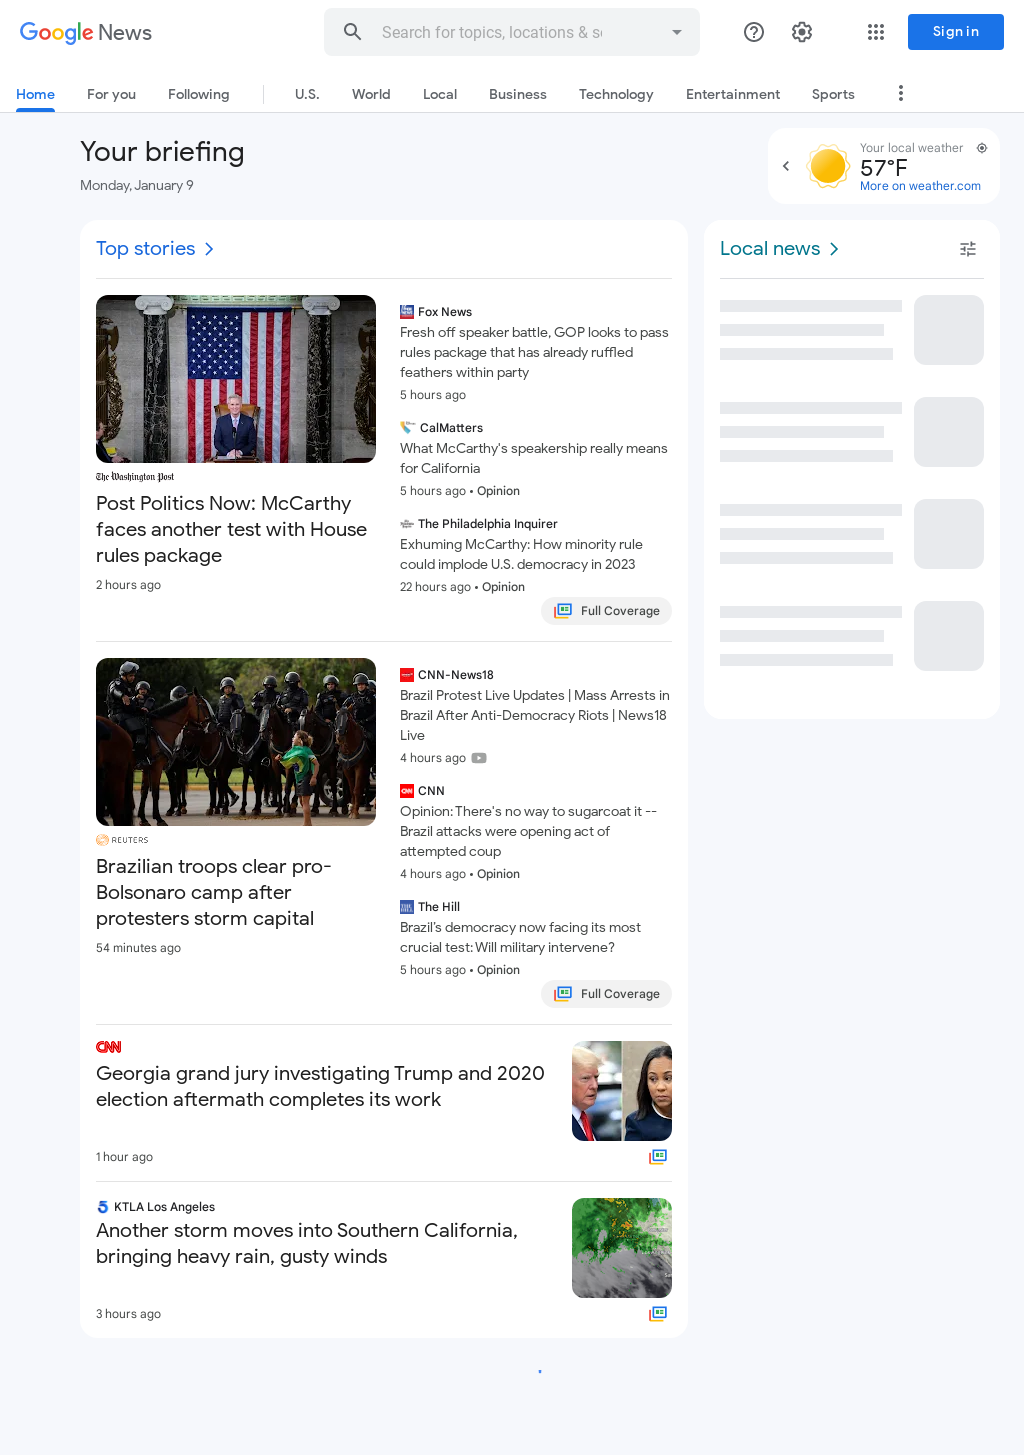 Google News
Search for topics, locations & so
Sign in
Home
For you
Following
U.S.
World
Local
Business
Technology
Entertainment
Sports
Your briefing
Monday, January 9
Your local weather
57°F
More on weather.com
Top stories
The Washington Post
Post Politics Now: McCarthy
faces another test with House
rules package
2 hours ago
Fox News
Fresh off speaker battle, GOP looks to pass
rules package that has already ruffled
feathers within party
5 hours ago
CalMatters
What McCarthy's speakership really means
for California
5 hours ago • Opinion
The Philadelphia Inquirer
Exhuming McCarthy: How minority rule
could implode U.S. democracy in 2023
22 hours ago • Opinion
Full Coverage
REUTERS
Brazilian troops clear pro-
Bolsonaro camp after
protesters storm capital
54 minutes ago
CNN-News18
Brazil Protest Live Updates | Mass Arrests in
Brazil After Anti-Democracy Riots | News18
Live
4 hours ago
CNN
Opinion: There's no way to sugarcoat it --
Brazil attacks were opening act of
attempted coup
4 hours ago • Opinion
The Hill
Brazil's democracy now facing its most
crucial test: Will military intervene?
5 hours ago • Opinion
Full Coverage
CNN
Georgia grand jury investigating Trump and 2020
election aftermath completes its work
1 hour ago
5 KTLA Los Angeles
Another storm moves into Southern California,
bringing heavy rain, gusty winds
3 hours ago
Local news